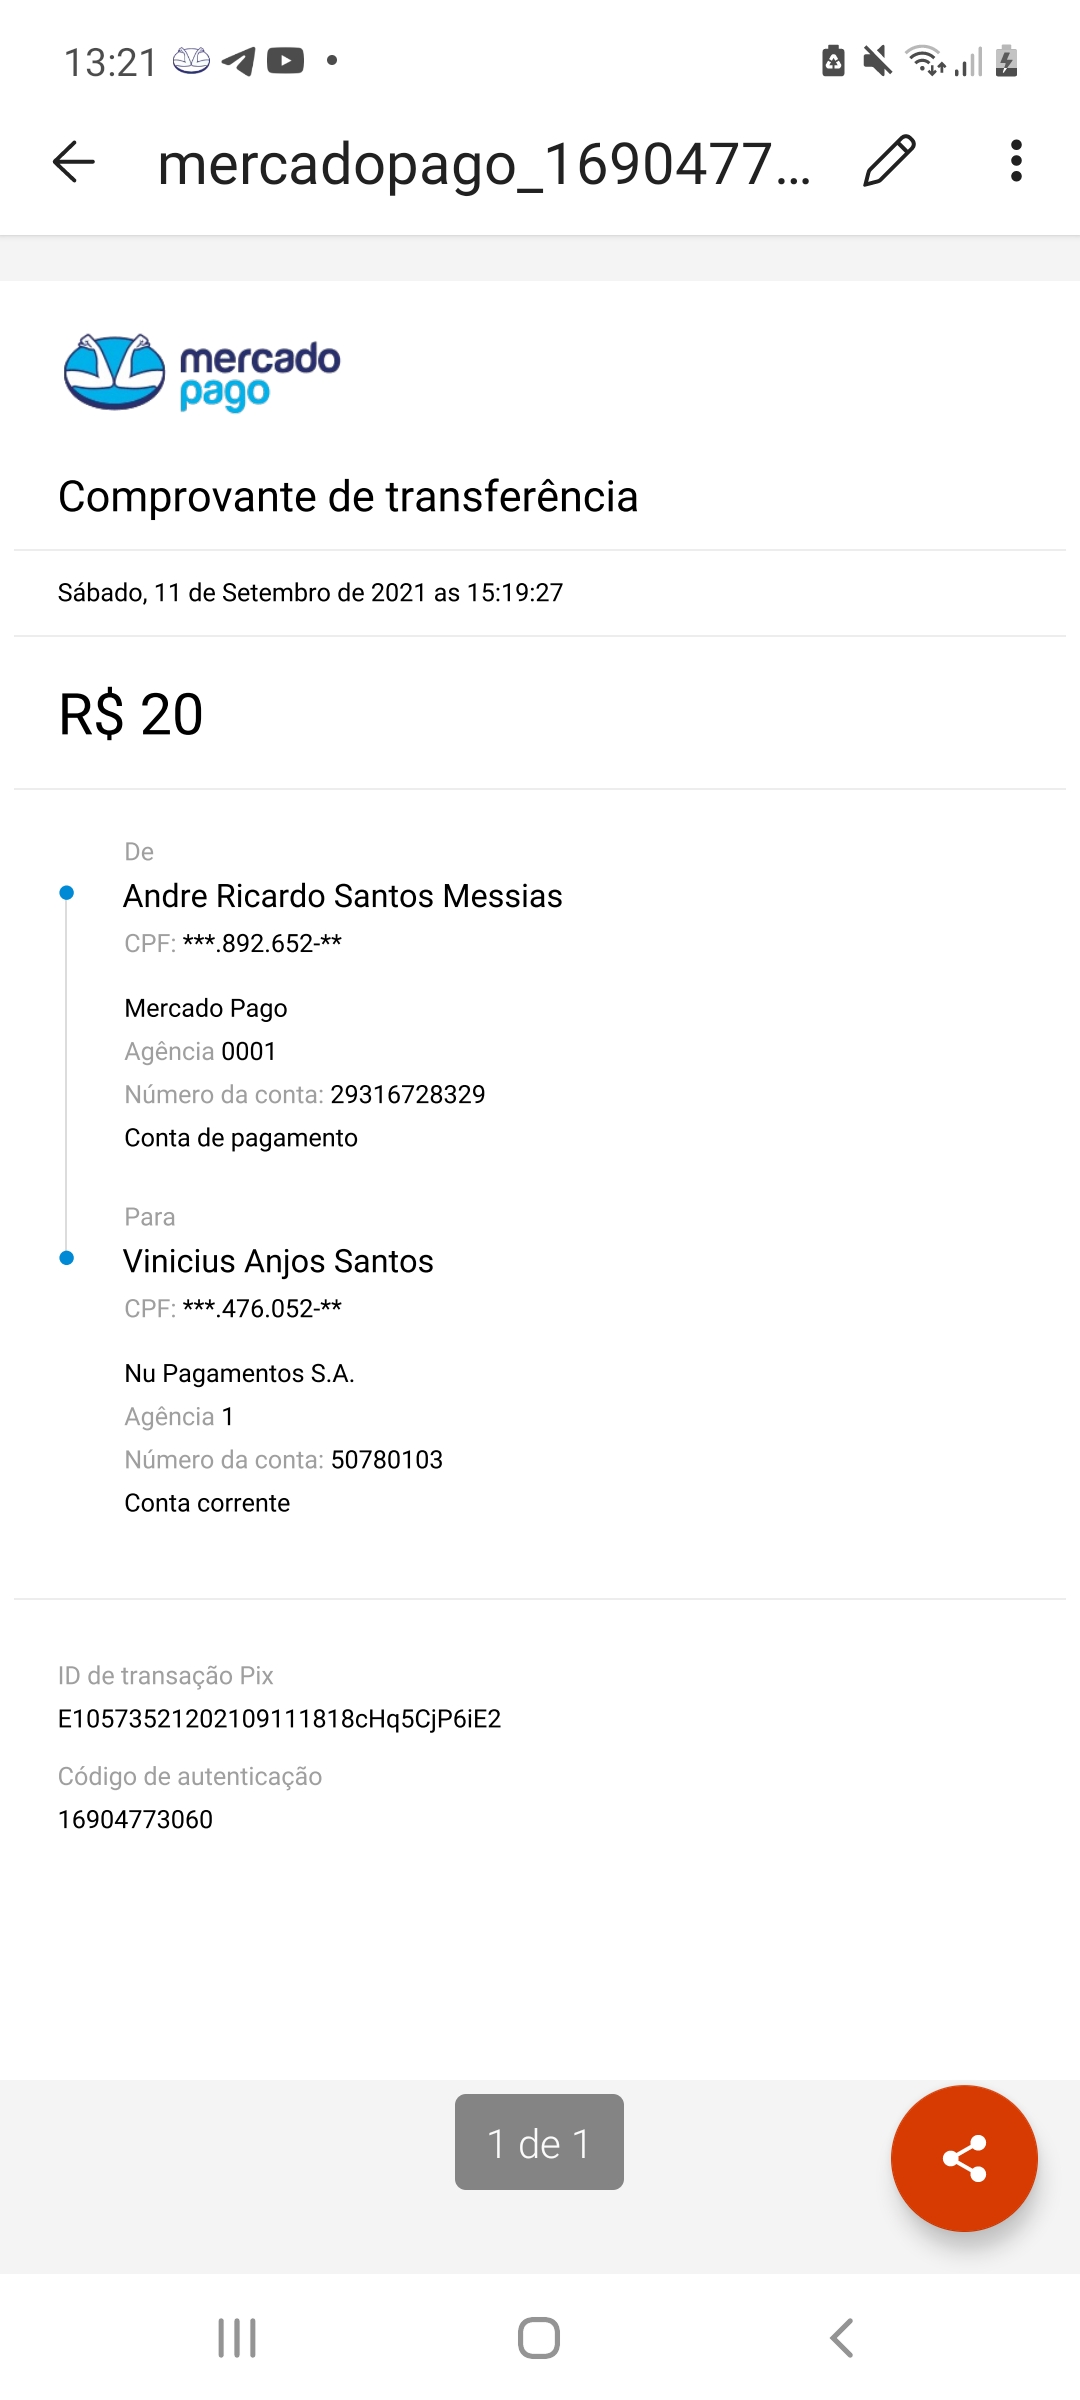 13:21
mercadopago_1690477...
mercado
pago
Comprovante de transferência
Sábado, 11 de Setembro de 2021 as 15:19:27
R$ 20
De
Andre Ricardo Santos Messias
CPF: ***.892.652-**
Mercado Pago
Agência 0001
Número da conta: 29316728329
Conta de pagamento
Para
Vinicius Anjos Santos
CPF: ***.476.052-**
Nu Pagamentos S.A.
Agência 1
Número da conta: 50780103
Conta corrente
ID de transação Pix
E10573521202109111818cHq5CjP6iE2
Código de autenticação
16904773060
1 de 1